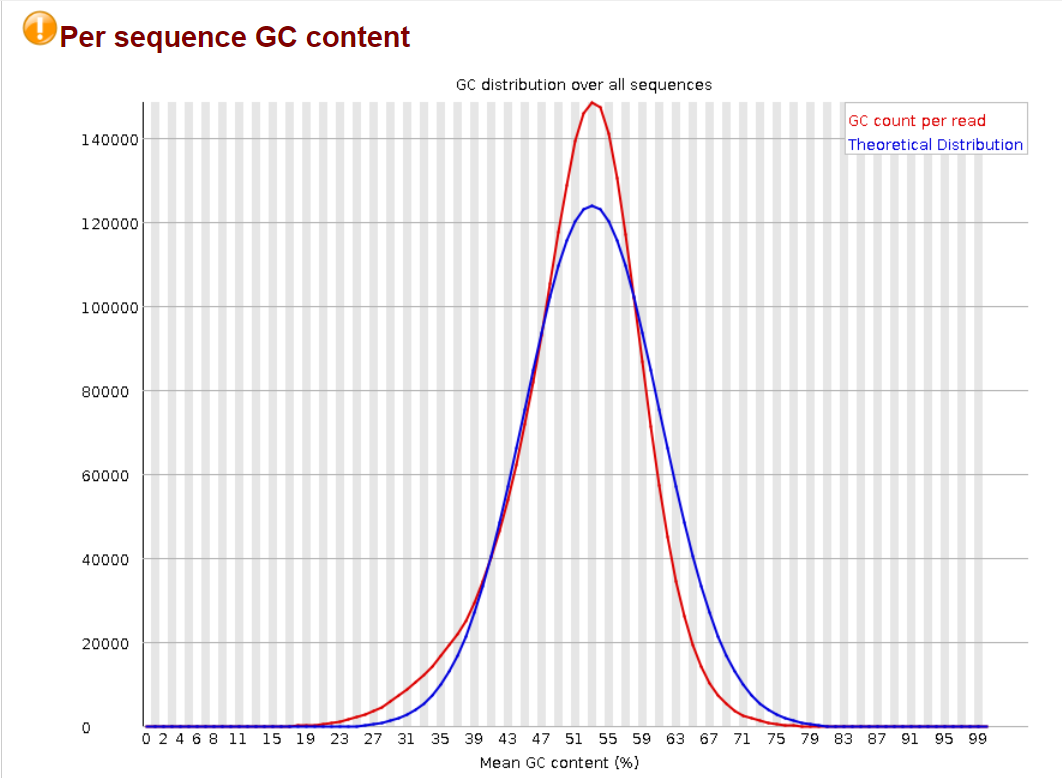 Per sequence GC content
GC distribution over all sequences
GC count per read
Theoretical Distribution
140000
120000
100000
80000
60000
40000
20000
0
0 2 4 6 8 11 15 19 23 27 31 35 39 43 47 51 55 59 63 67 71 75 79 83 87 91 95 99
Mean GC content (%)